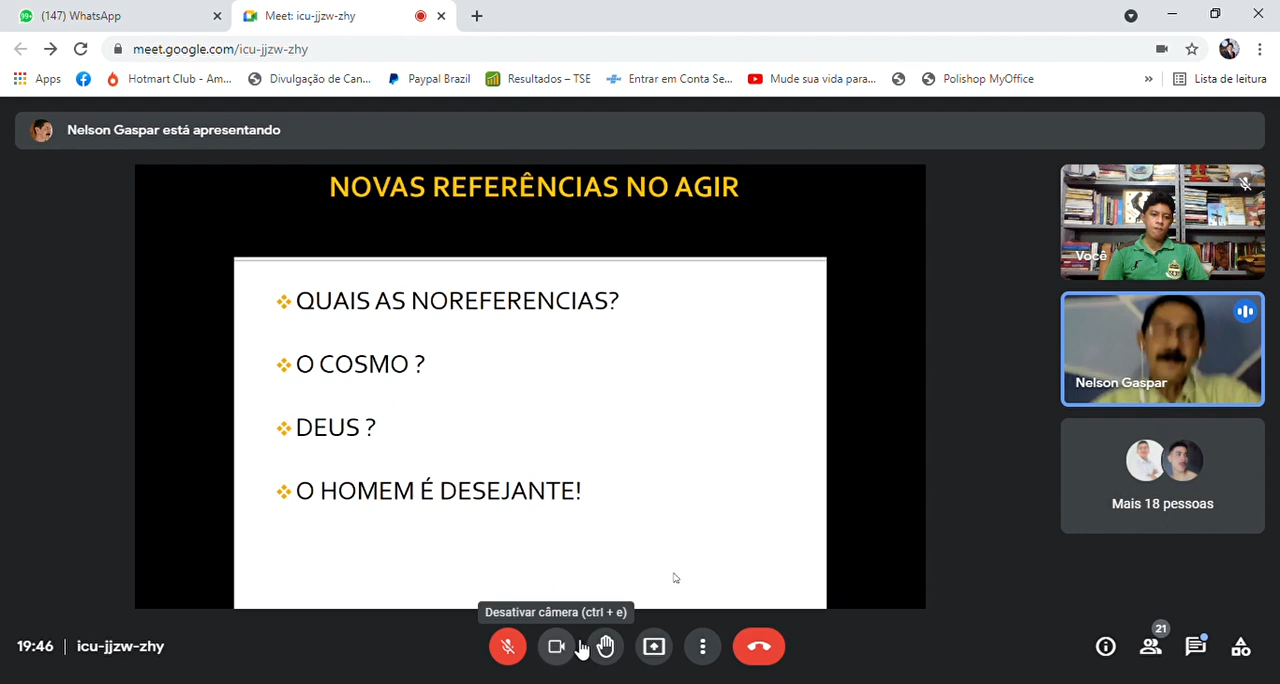 (147) WhatsApp
Meet: icu-jjzw-zhy
meet.google.com/icu-jjzw-zhy
Apps
Hotmart Club - Am...
Divulgação de Can...
Paypal Brazil
Resultados – TSE
Entrar em Conta Se...
Mude sua vida para...
Polishop MyOffice
»
Lista de leitura
Nelson Gaspar está apresentando
NOVAS REFERÊNCIAS NO AGIR
QUAIS AS NOREFERENCIAS?
O COSMO ?
DEUS ?
O HOMEM É DESEJANTE!
Você
Nelson Gaspar
Mais 18 pessoas
Desativar câmera (ctrl + e)
19:46 | icu-jjzw-zhy
21